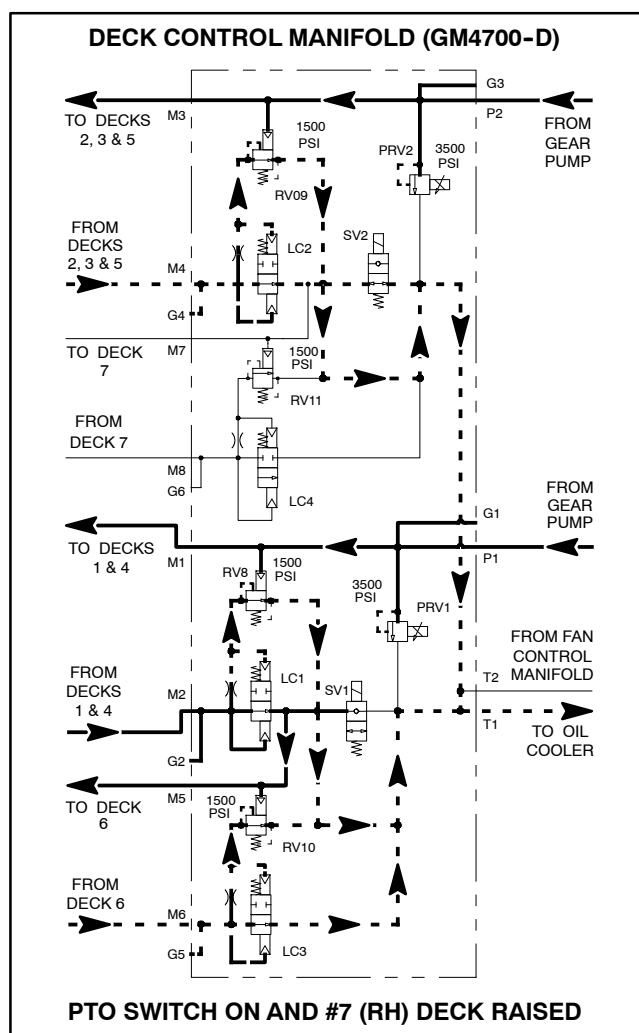 DECK CONTROL MANIFOLD (GM4700-D)
G3
TO DECKS
2, 3 & 5
M3
P2
FROM
GEAR
PUMP
1500
PSI
RV09
PRV2
3500
PSI
FROM
DECKS
2, 3 & 5
M4
LC2
SV2
G4
TO DECK
7
M7
1500
PSI
RV11
FROM
DECK 7
M8
G6
LC4
FROM
GEAR
PUMP
G1
TO DECKS
1 & 4
M1
P1
RV8
1500
PSI
3500
PSI
PRV1
FROM FAN
CONTROL
MANIFOLD
T2
FROM
DECKS
1 & 4
M2
LC1
SV1
T1
TO OIL
COOLER
G2
TO DECK
6
M5
1500
PSI
RV10
FROM
DECK 6
M6
G5
LC3
PTO SWITCH ON AND #7 (RH) DECK RAISED